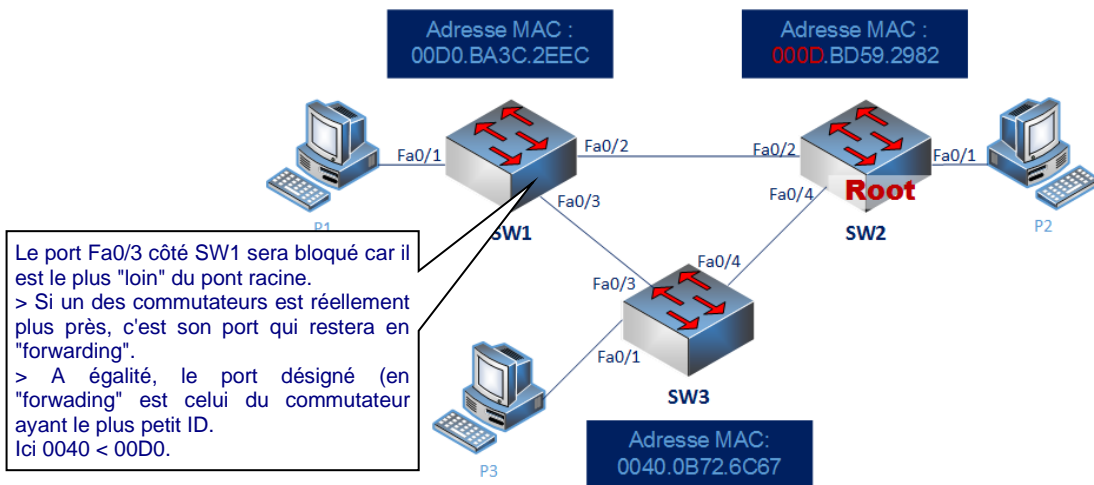 Adresse MAC :
00D0.BA3C.2EEC
Adresse MAC :
000D.BD59.2982
Fa0/1
Fa0/2
Fa0/2
Fa0/1
Root
Fa0/3
Fa0/4
P1
SW1
SW2
P2
Le port Fa0/3 côté SW1 sera bloqué car il
est le plus "loin" du pont racine.
> Si un des commutateurs est réellement
plus près, c'est son port qui restera en
"forwarding".
> A égalité, le port désigné (en
"forwading" est celui du commutateur
ayant le plus petit ID.
Ici 0040 < 00D0.
Fa0/4
Fa0/3
Fa0/1
SW3
P3
Adresse MAC:
0040.0B72.6C67